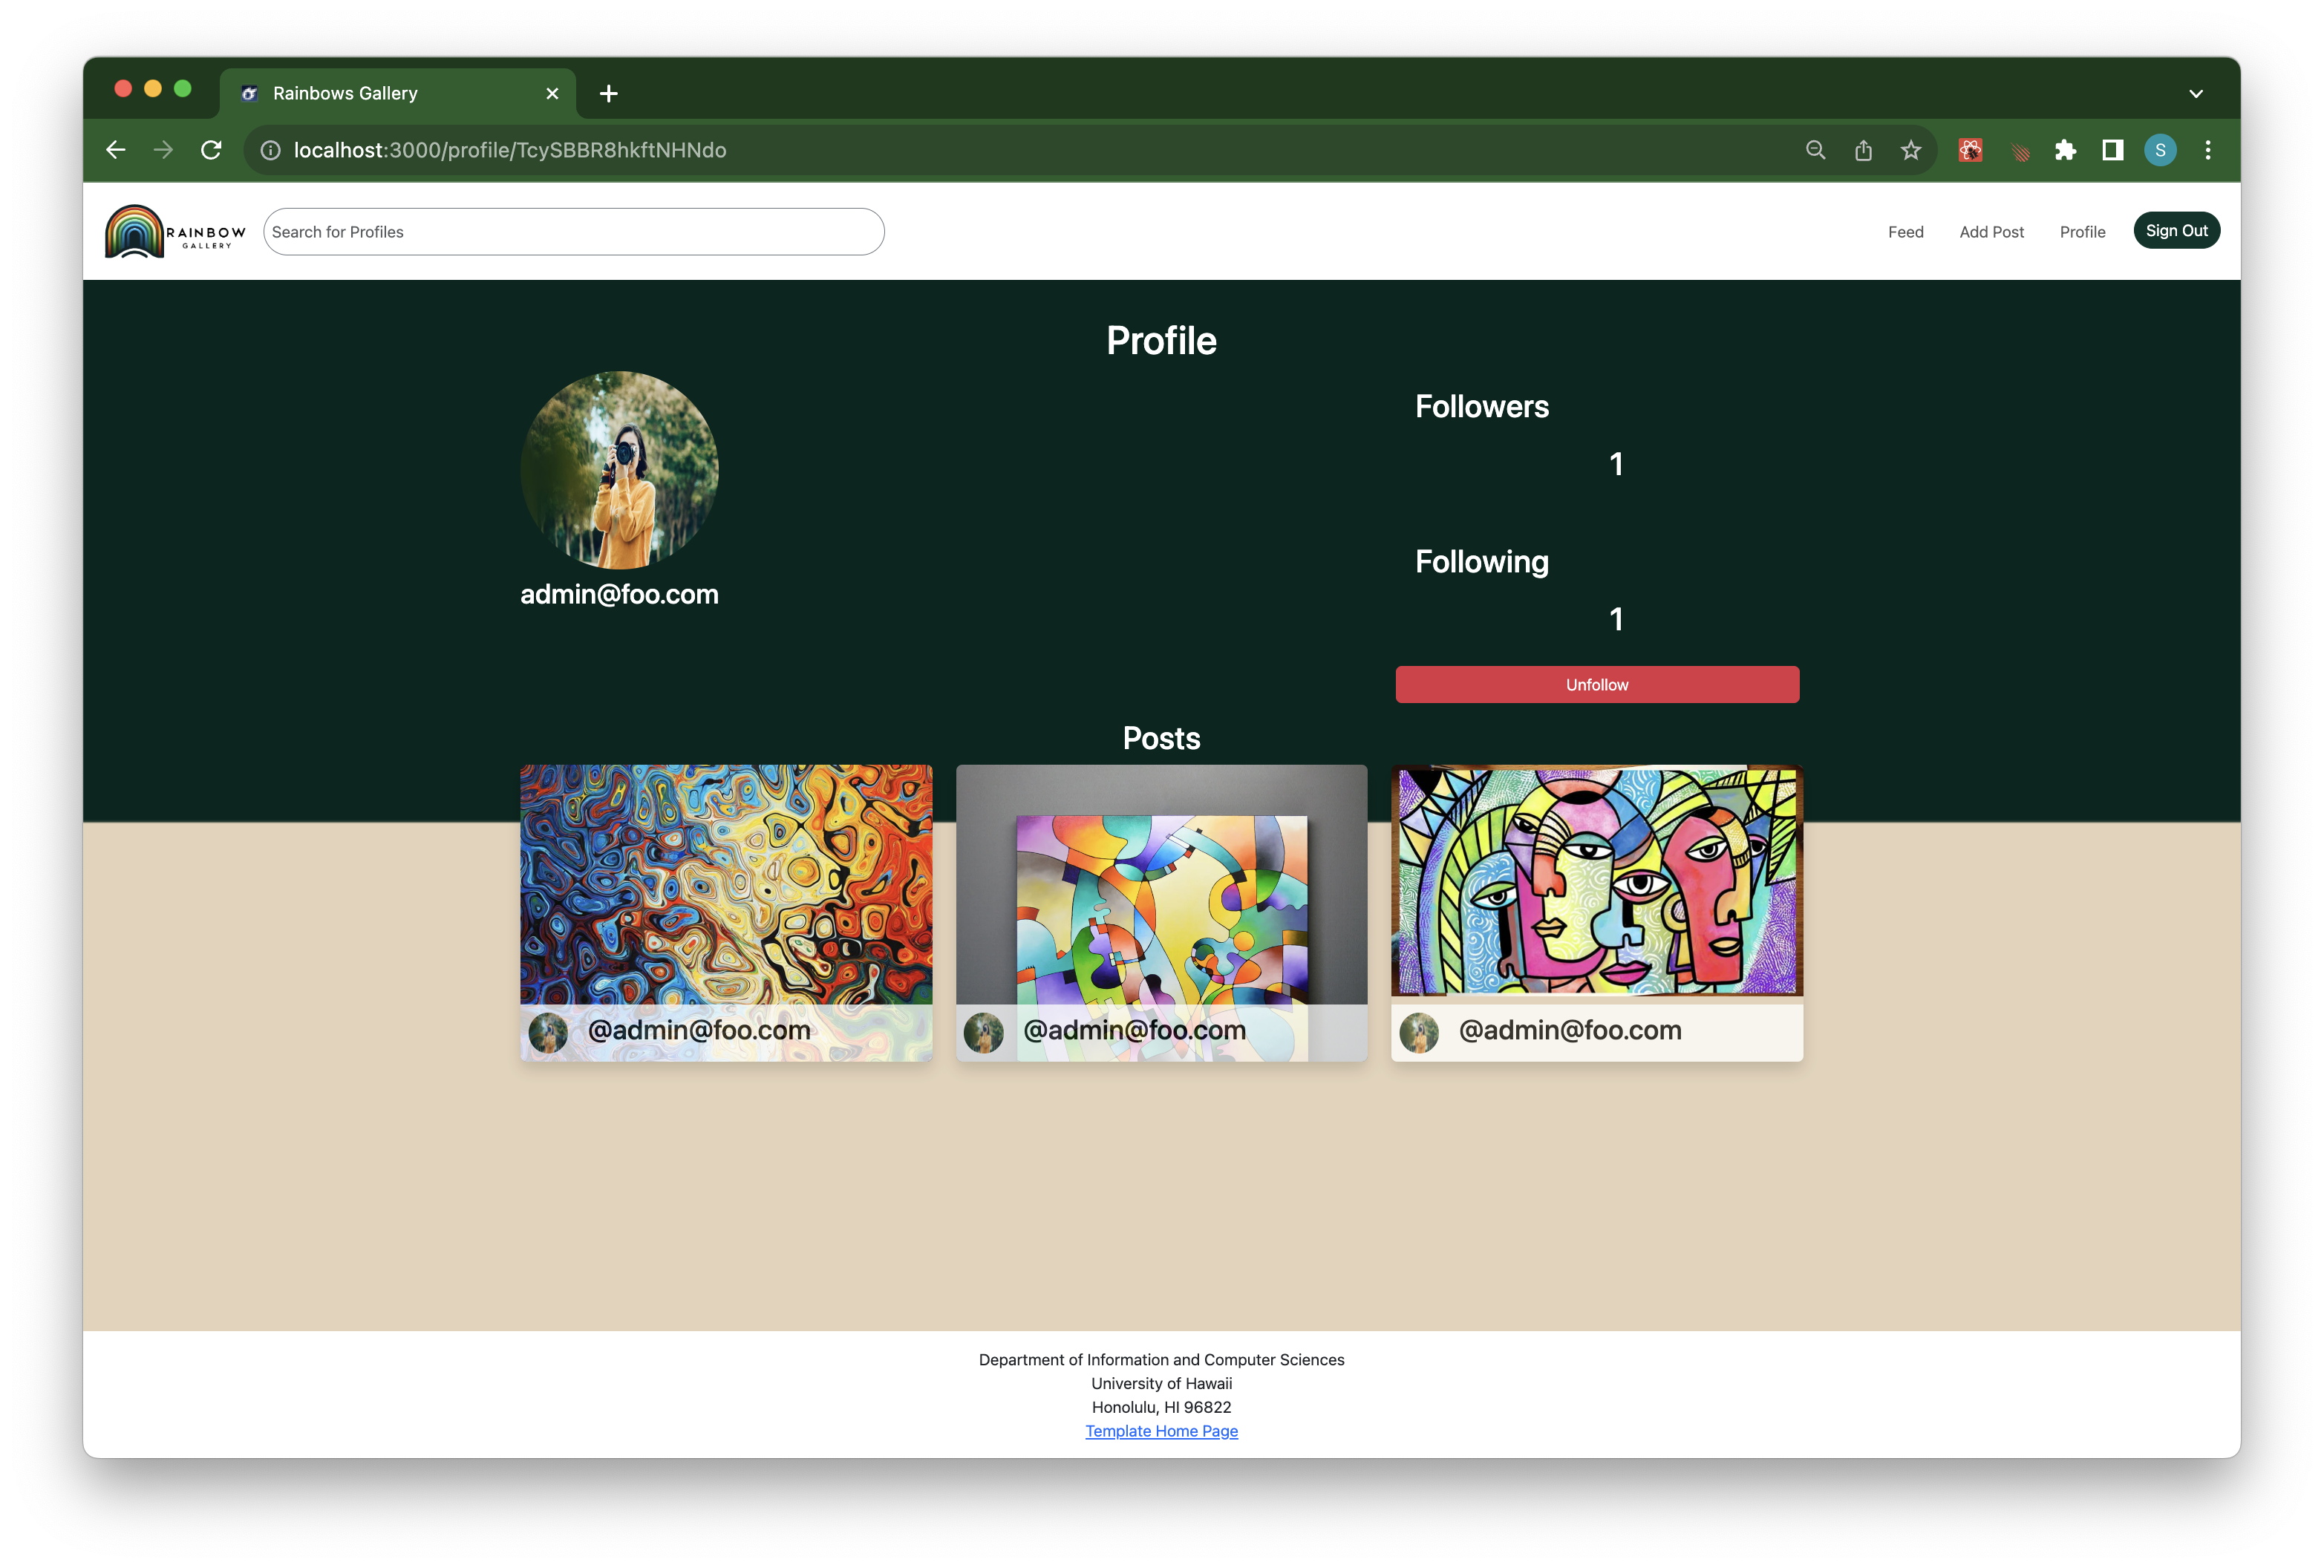 Rainbows Gallery
localhost:3000/profile/TcySBBR8hkftNHNdo
S
RAINBOW
GALLERY
Search for Profiles
Feed
Add Post
Profile
Sign Out
Profile
Followers
1
admin@foo.com
Following
1
Unfollow
Posts
@admin@foo.com
@admin@foo.com
@admin@foo.com
Department of Information and Computer Sciences
University of Hawaii
Honolulu, HI 96822
Template Home Page